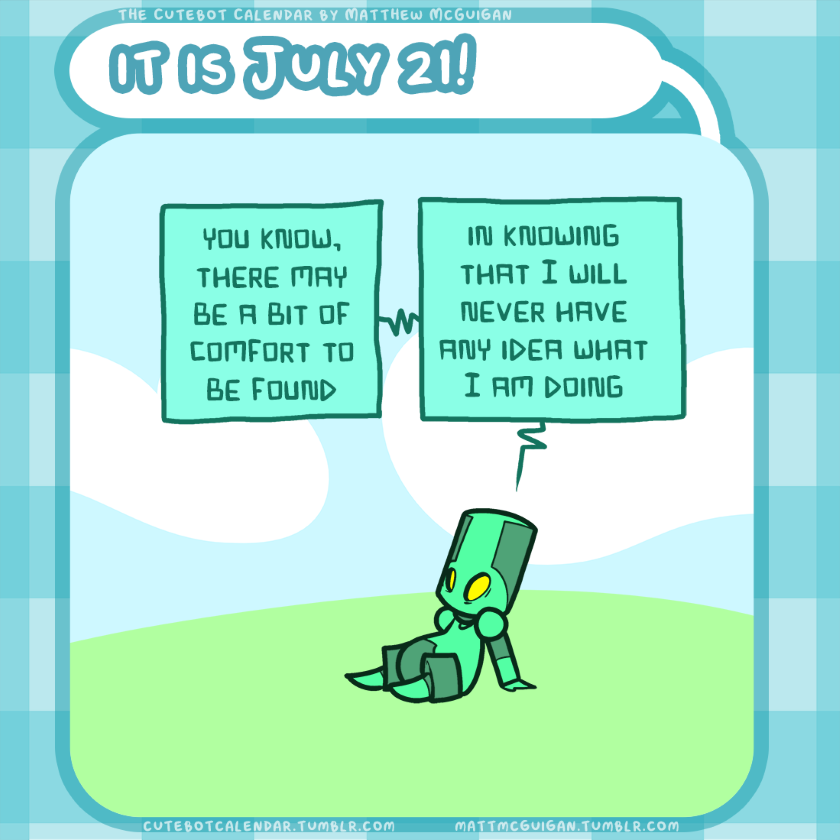 THE CUTEBOT CALENDAR BY MATTHEW MCGUIGAN
IT IS JULY 21!
YOU KNOW,
THERE MAY
BE A BIT OF
COMFORT TO
BE FOUND
IN KNOWING
THAT I WILL
NEVER HAVE
ANY IDEA WHAT
I AM DOING
CUTEBOTCALENDAR.TUMBLR.COM
MATTMCGUIGAN.TUMBLR.COM